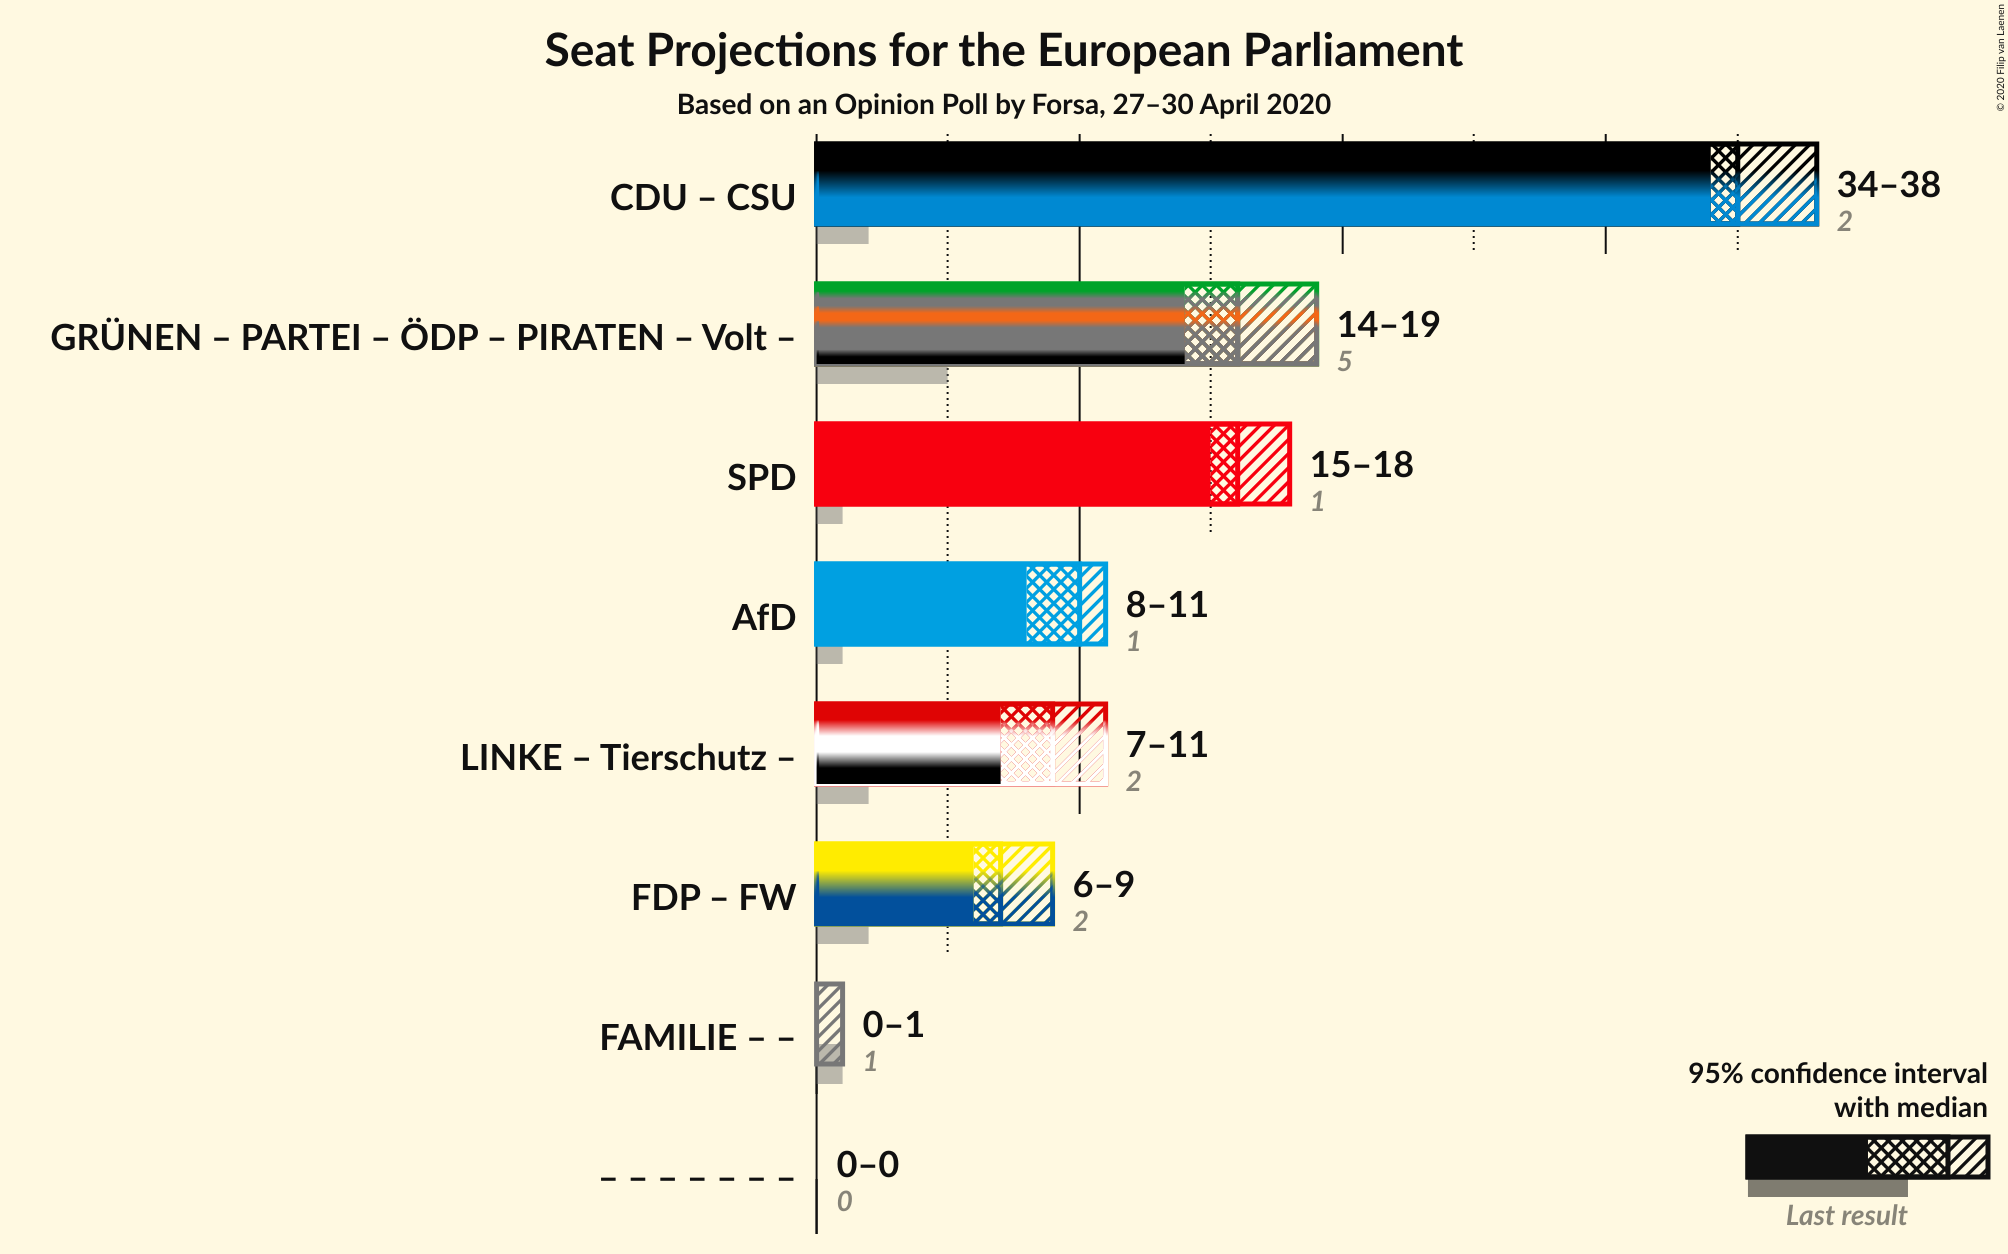 Seat Projections for the European Parliament
Based on an Opinion Poll by Forsa, 27–30 April 2020
© 2020 Filip van Laenen
CDU – CSU
34–38
2
GRÜNEN – PARTEI – ÖDP – PIRATEN – Volt –
14–19
5
SPD
15–18
1
AfD
8–11
1
LINKE – Tierschutz –
7–11
2
FDP – FW
6–9
2
FAMILIE – –
0–1
1
– – – – – – –
0–0
0
95% confidence interval
with median
Last result